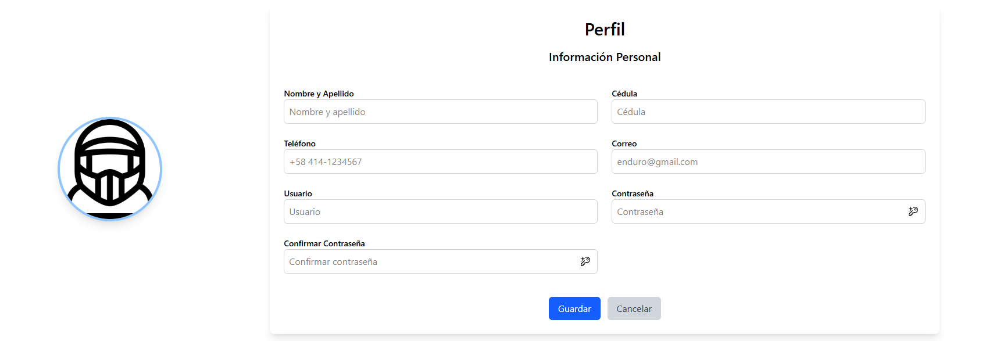 Perfil
Información Personal
Nombre y Apellido
Nombre y apellido
Cédula
Cédula
Teléfono
+58 414-1234567
Correo
enduro@gmail.com
Usuario
Usuario
Contraseña
Contraseña
Confirmar Contraseña
Confirmar contraseña
Guardar
Cancelar